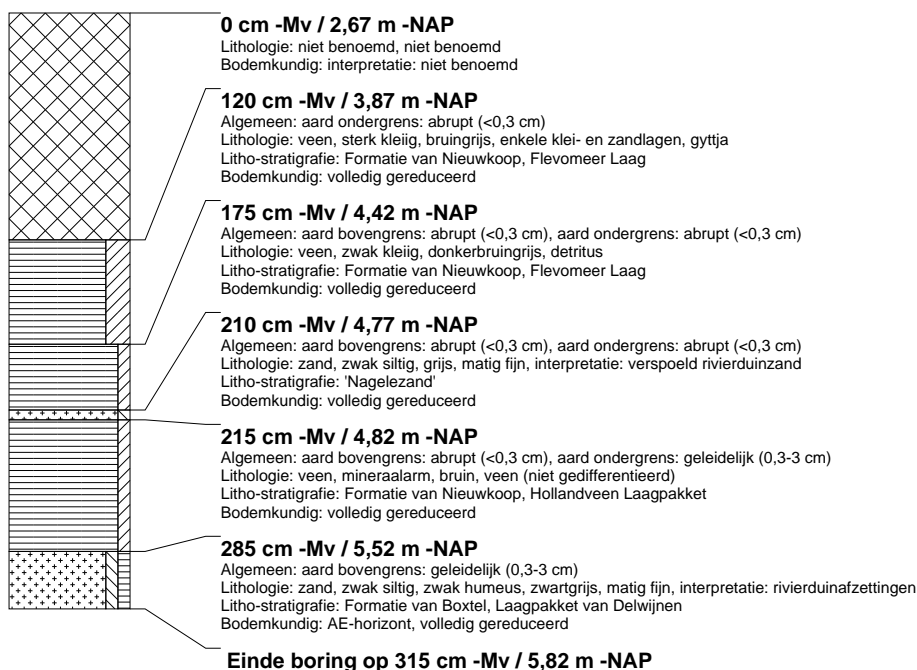 0 cm -Mv / 2,67 m -NAP
Lithologie: niet benoemd, niet benoemd
Bodemkundig: interpretatie: niet benoemd
120 cm -Mv / 3,87 m -NAP
Algemeen: aard ondergrens: abrupt (<0,3 cm)
Lithologie: veen, sterk kleiig, bruingrijs, enkele klei- en zandlagen, gyttja
Litho-stratigrafie: Formatie van Nieuwkoop, Flevomeer Laag
Bodemkundig: volledig gereduceerd
175 cm -Mv / 4,42 m -NAP
Algemeen: aard bovengrens: abrupt (<0,3 cm), aard ondergrens: abrupt (<0,3 cm)
Lithologie: veen, zwak kleiig, donkerbruingrijs, detritus
Litho-stratigrafie: Formatie van Nieuwkoop, Flevomeer Laag
Bodemkundig: volledig gereduceerd
210 cm -Mv / 4,77 m -NAP
Algemeen: aard bovengrens: abrupt (<0,3 cm), aard ondergrens: abrupt (<0,3 cm)
Lithologie: zand, zwak siltig, grijs, matig fijn, interpretatie: verspoeld rivierduinzand
Litho-stratigrafie: 'Nagelezand'
Bodemkundig: volledig gereduceerd
215 cm -Mv / 4,82 m -NAP
Algemeen: aard bovengrens: abrupt (<0,3 cm), aard ondergrens: geleidelijk (0,3-3 cm)
Lithologie: veen, mineraalarm, bruin, veen (niet gedifferentieerd)
Litho-stratigrafie: Formatie van Nieuwkoop, Hollandveen Laagpakket
Bodemkundig: volledig gereduceerd
285 cm -Mv / 5,52 m -NAP
Algemeen: aard bovengrens: geleidelijk (0,3-3 cm)
Lithologie: zand, zwak siltig, zwak humeus, zwartgrijs, matig fijn, interpretatie: rivierduinafzettingen
Litho-stratigrafie: Formatie van Boxtel, Laagpakket van Delwijnen
Bodemkundig: AE-horizont, volledig gereduceerd
Einde boring op 315 cm -Mv / 5,82 m -NAP